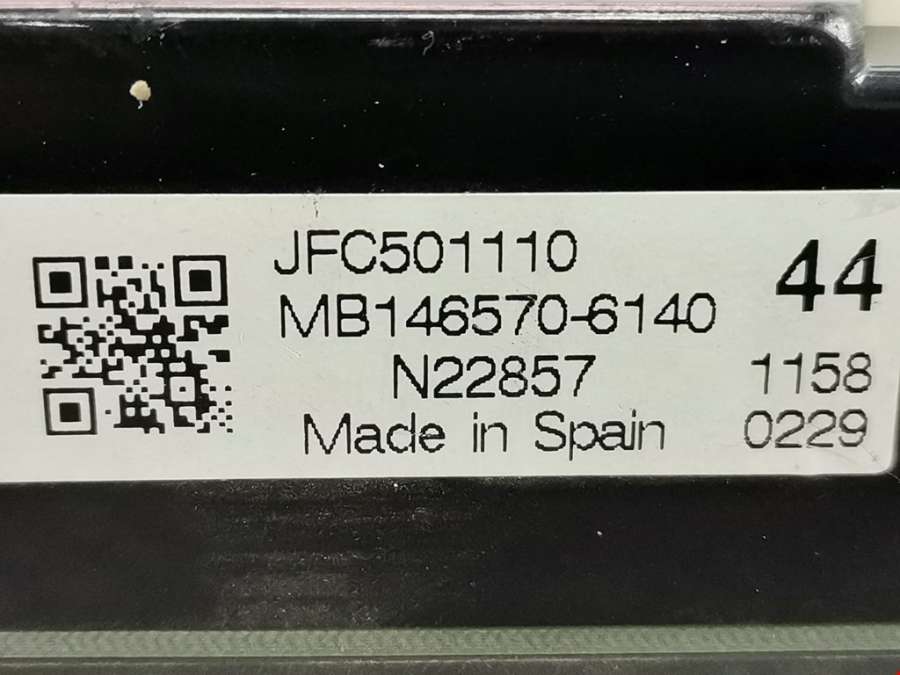 JFC501110
MB146570-6140
N22857
Made in Spain
44
1158
0229